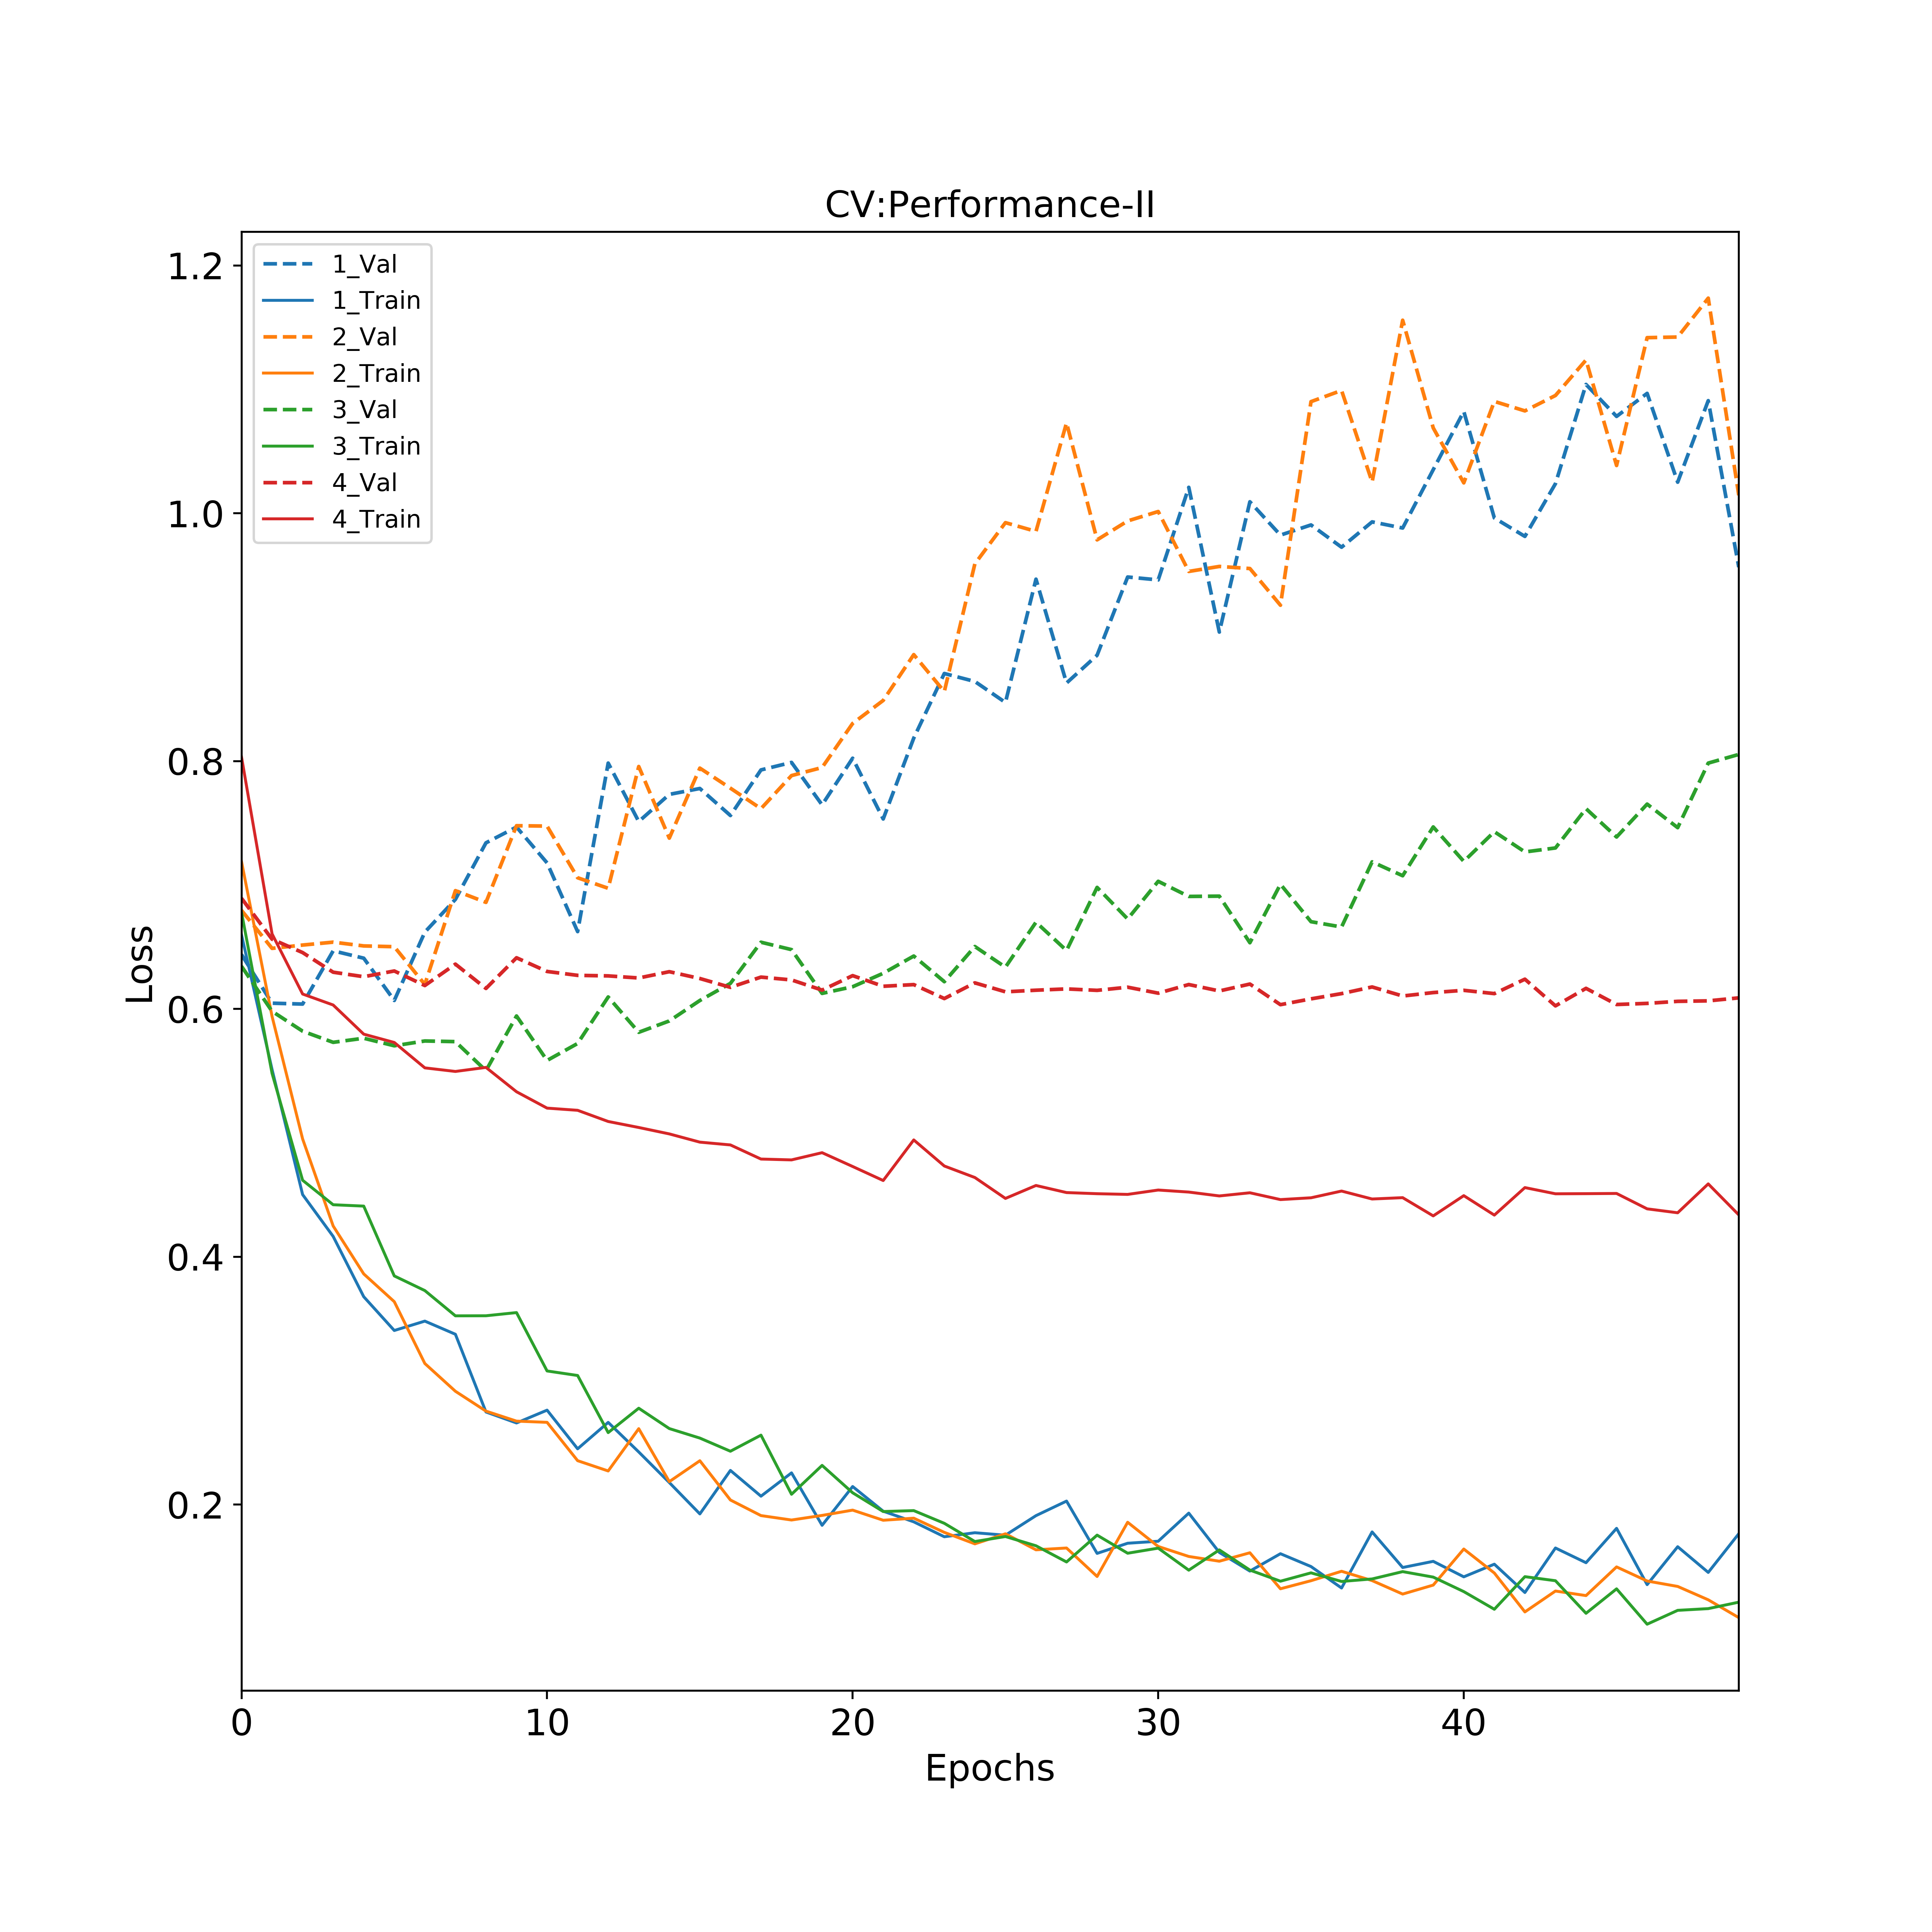 CV:Performance-II
1.2
1.0
0.8
0.6
0.4
0.2
Loss
1_Val
1_Train
2_Val
2_Train
3_Val
3_Train
4_Val
4_Train
0 10 20 30 40
Epochs